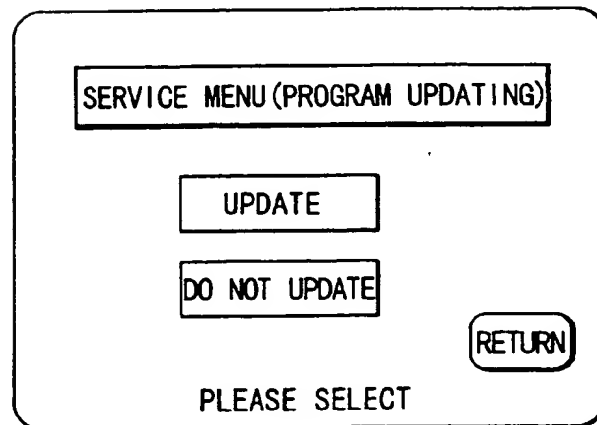 SERVICE MENU(PROGRAM UPDATING)
UPDATE
DO NOT UPDATE
RETURN
PLEASE SELECT